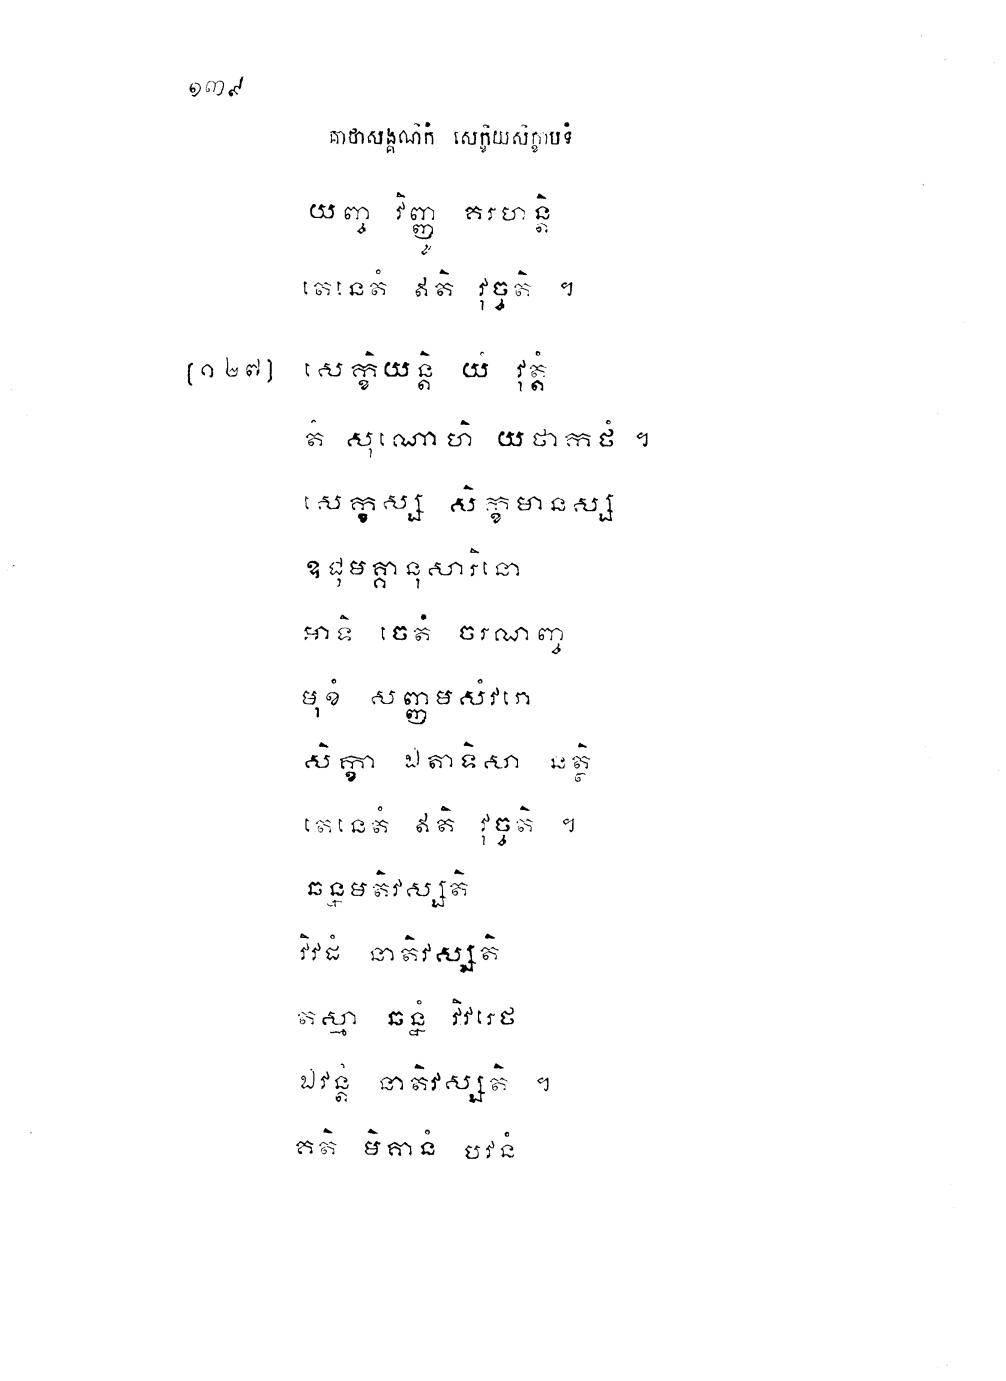 ១៣៩
គាថាសង្គណិកំ សេក្ខិយសិក្ខាបទំ
យញ្ច វិញ្ញូ គរហន្តិ
តេនេតំ ឥតិ វុច្ចតិ ។
[១២៧] សេក្ខិយន្តិ យំ វុត្តំ
តំ សុណោហិ យថាកថំ ។
សេក្ខស្ស សិក្ខមានស្ស
ឧជុមគ្គានុសារិនោ
អាទិ ចេតំ ចរណញ្ច
មុខំ សញ្ញមសំវរោ
សិក្ខា ឯតាទិសា នត្ថិ
តេនេតំ ឥតិ វុច្ចតិ ។
ឆន្នមតិវស្សតិ
វិវដំ នាតិវស្សតិ
តស្មា ឆន្នំ វិវរេថ
ឯវន្តំ នាតិវស្សតិ ។
គតិ មិគានំ បវនំ